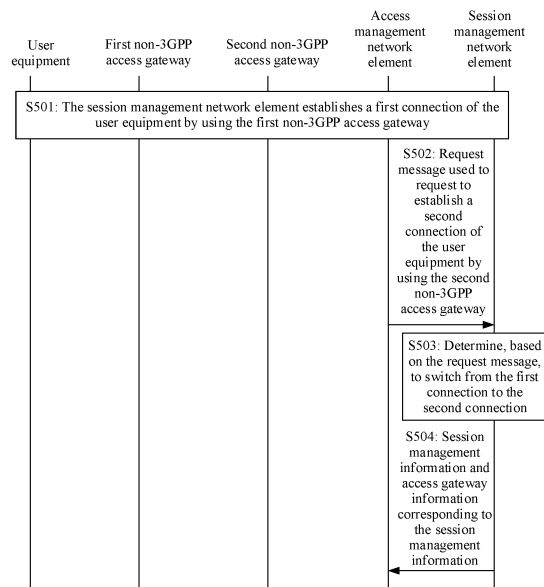 User
equipment
First non-3GPP
access gateway
Second non-3GPP
access gateway
Access
management
network
element
Session
management
network
element
S501: The session management network element establishes a first connection of the
user equipment by using the first non-3GPP access gateway
S502: Request
message used to
request to
establish a
second
connection of
the user
equipment by
using the second
non-3GPP
access gateway
S503: Determine, based
on the request message,
to switch from the first
connection to the
second connection
S504: Session
management
information and
access gateway
information
corresponding to
the session
management
information